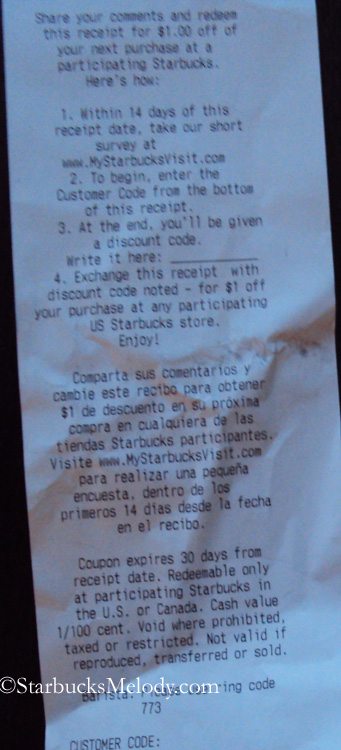 Share your comments and redeem
this receipt for $1.00 off of
your next purchase at a
participating Starbucks.
Here's how:
1. Within 14 days of this
receipt date, take our short
survey at
www.MyStarbucksVisit.com
2. To begin, enter the
Customer Code from the bottom
of this receipt.
3. At the end, you'll be given
a discount code.
Write it here: ____________
4. Exchange this receipt with
discount code noted - for $1 off
your purchase at any participating
US Starbucks store.
Enjoy!
Comparta sus comentarios y
cambie este recibo para obtener
$1 de descuento en su próxima
compra en cualquiera de las
tiendas Starbucks participantes.
Visite www.MyStarbucksVisit.com
para realizar una pequeña
encuesta, dentro de los
primeros 14 días desde la fecha
en el recibo.
Coupon expires 30 days from
receipt date. Redeemable only
at participating Starbucks in
the U.S. or Canada. Cash value
1/100 cent. Void where prohibited,
taxed or restricted. Not valid if
reproduced, transferred or sold.
©StarbucksMelody.com
Barista: ring code
773
CUSTOMER CODE: